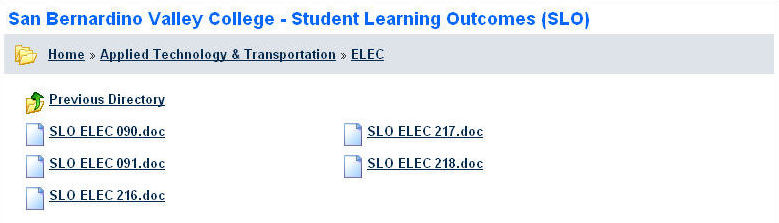 San Bernardino Valley College - Student Learning Outcomes (SLO)
Home » Applied Technology & Transportation » ELEC
Previous Directory
SLO ELEC 090.doc
SLO ELEC 217.doc
SLO ELEC 091.doc
SLO ELEC 218.doc
SLO ELEC 216.doc